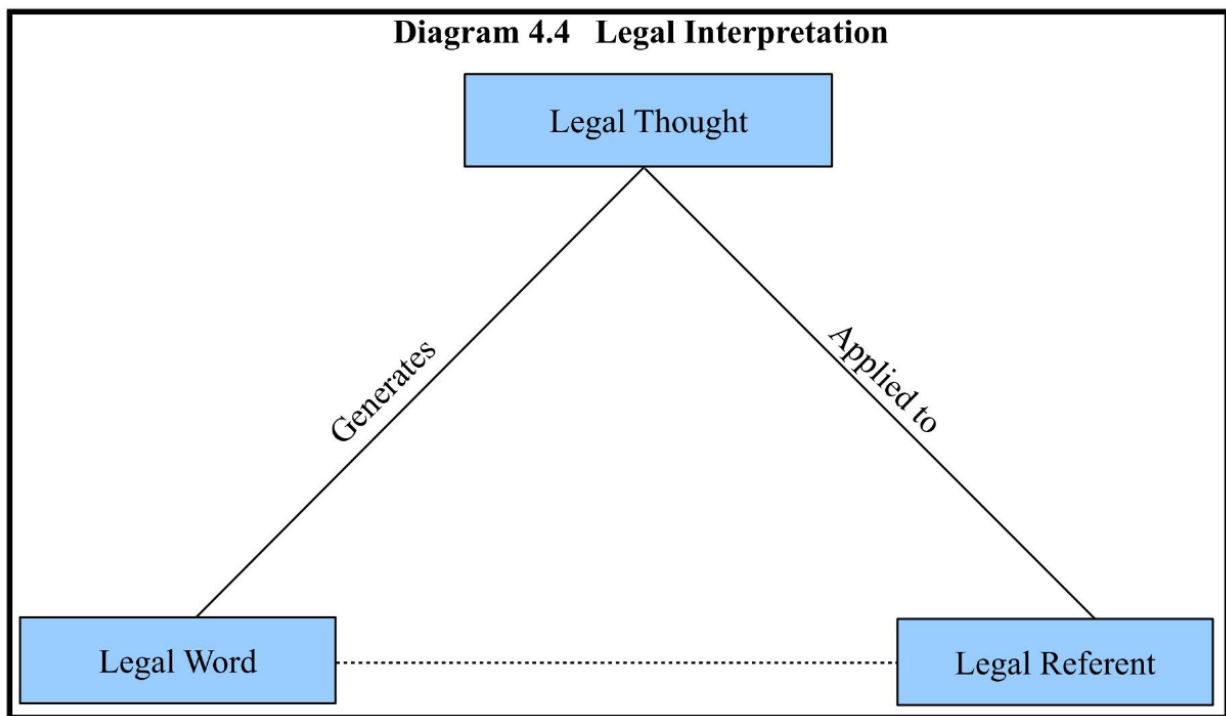 Diagram 4.4 Legal Interpretation
Legal Thought
Generates
Applied to
Legal Word
Legal Referent